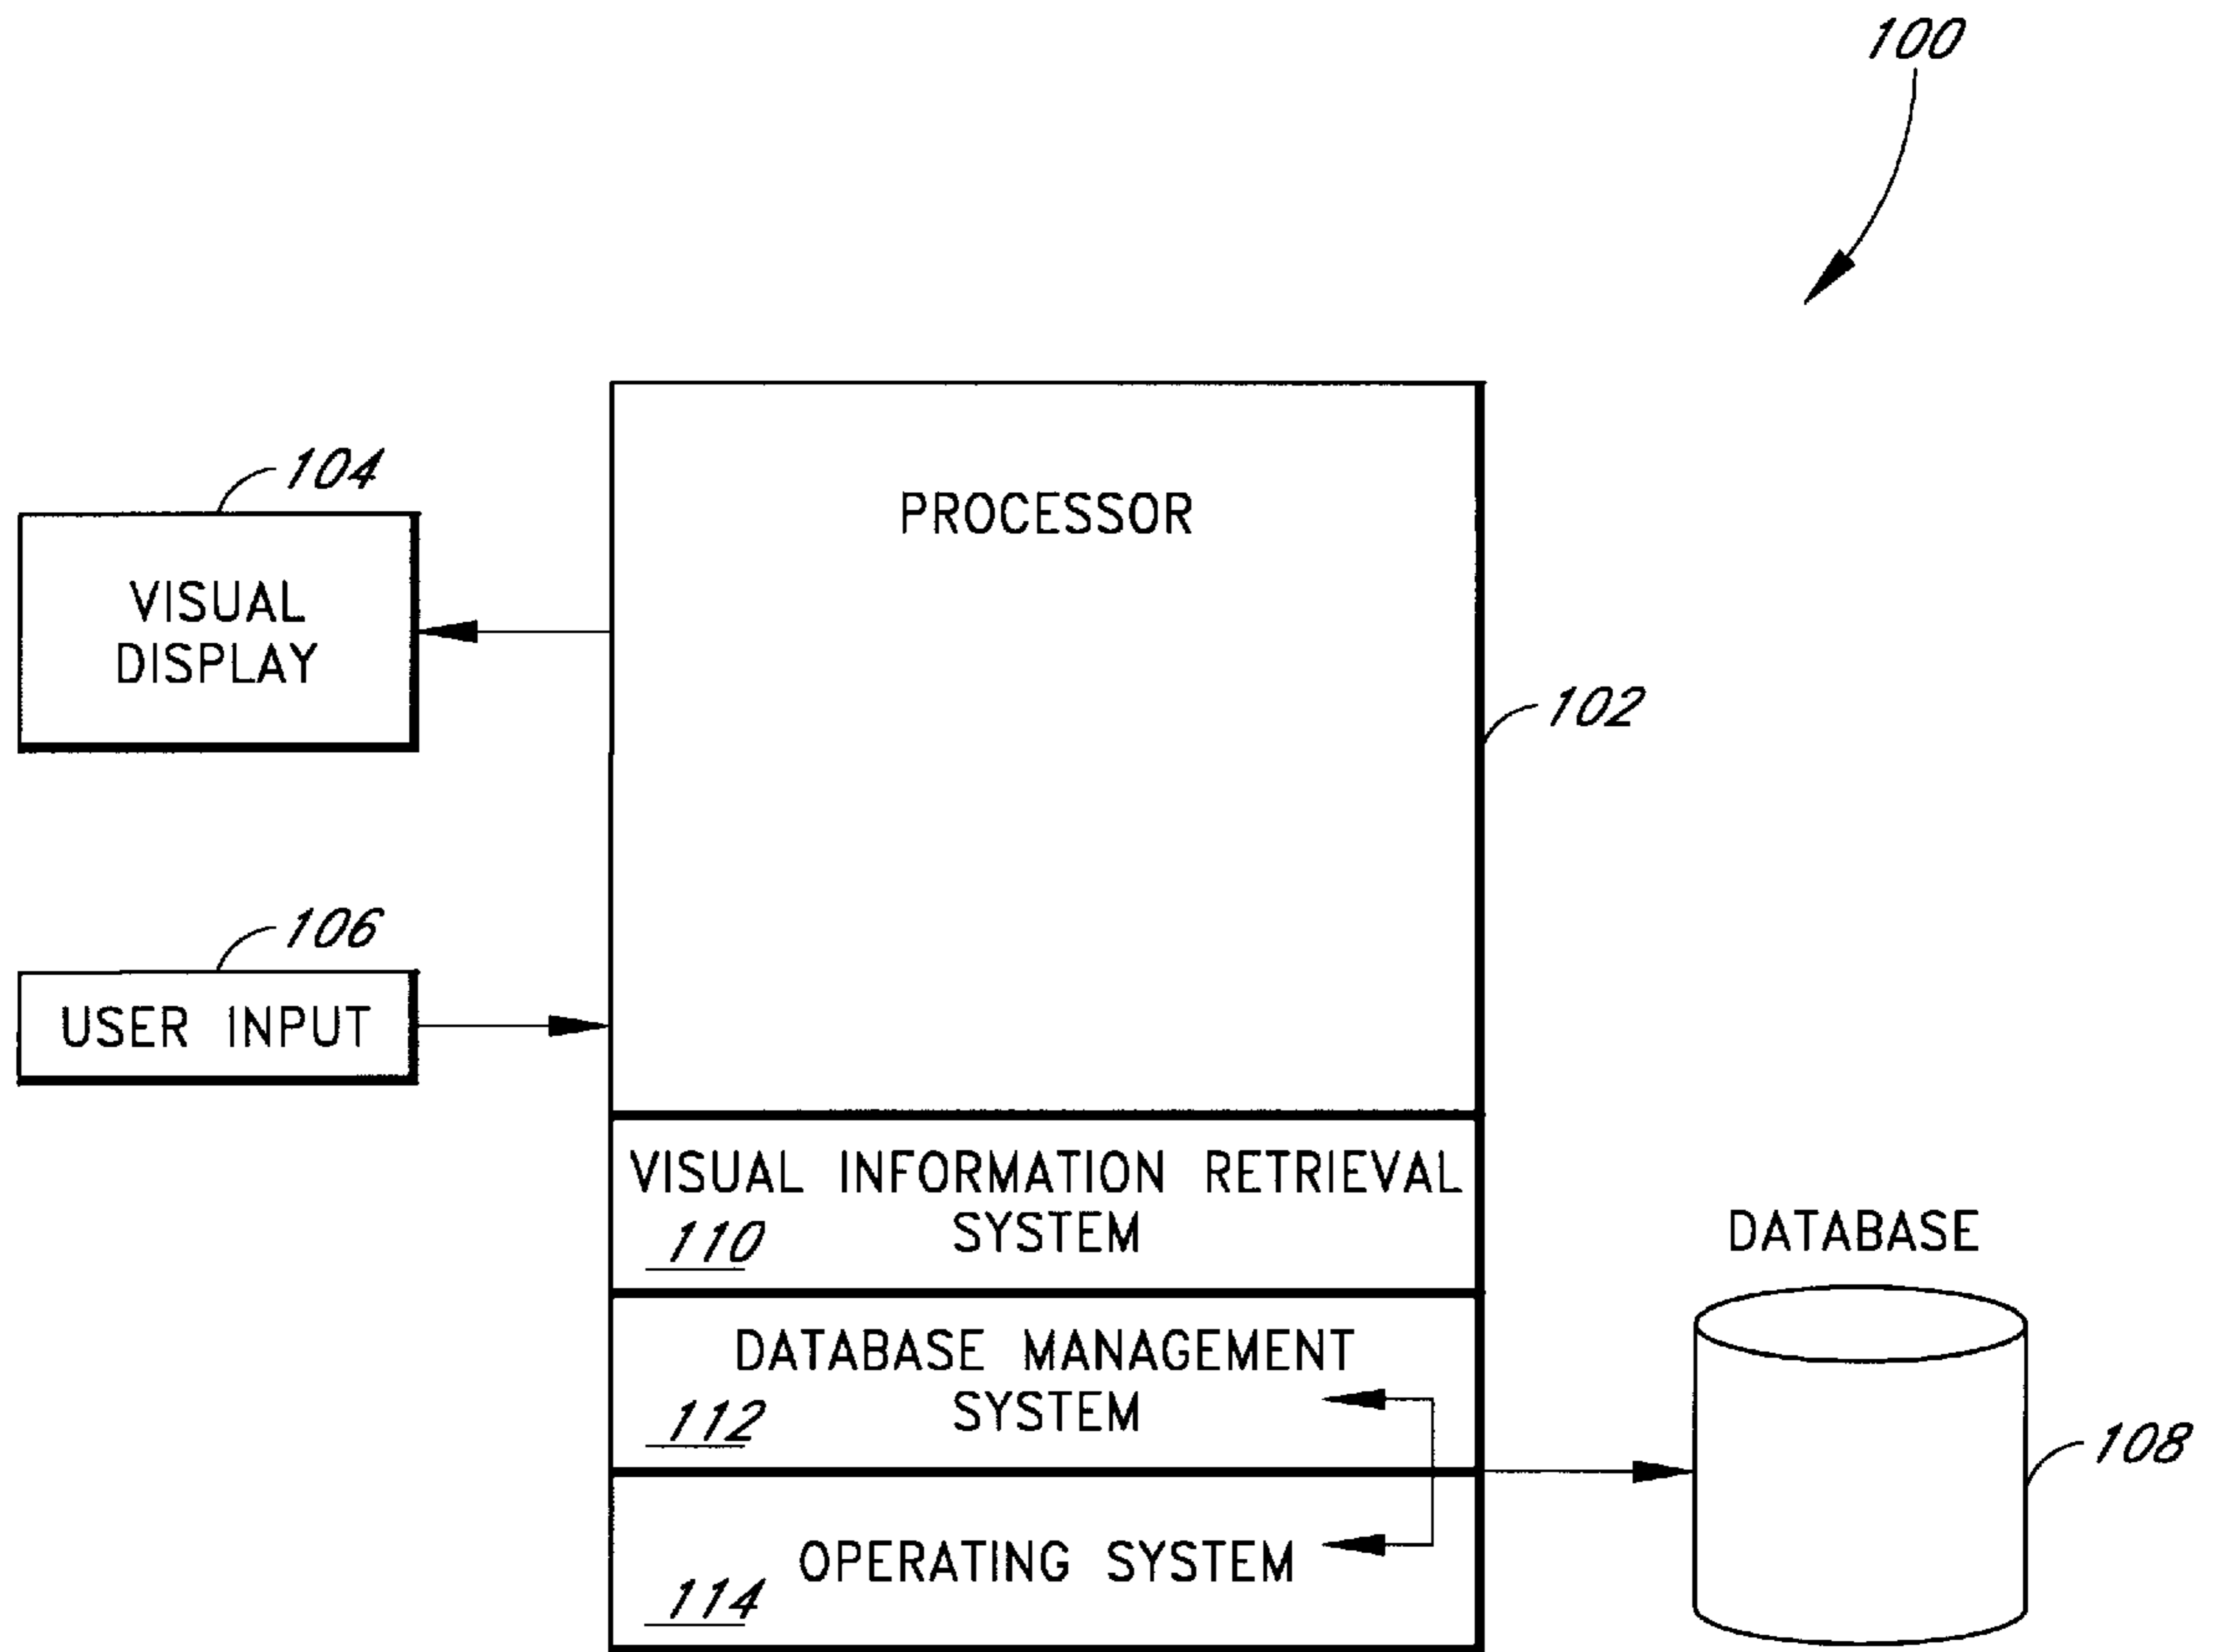 100
104
PROCESSOR
VISUAL
DISPLAY
102
106
USER INPUT
VISUAL INFORMATION RETRIEVAL
SYSTEM
110
DATABASE
DATABASE MANAGEMENT
SYSTEM
112
108
OPERATING SYSTEM
114